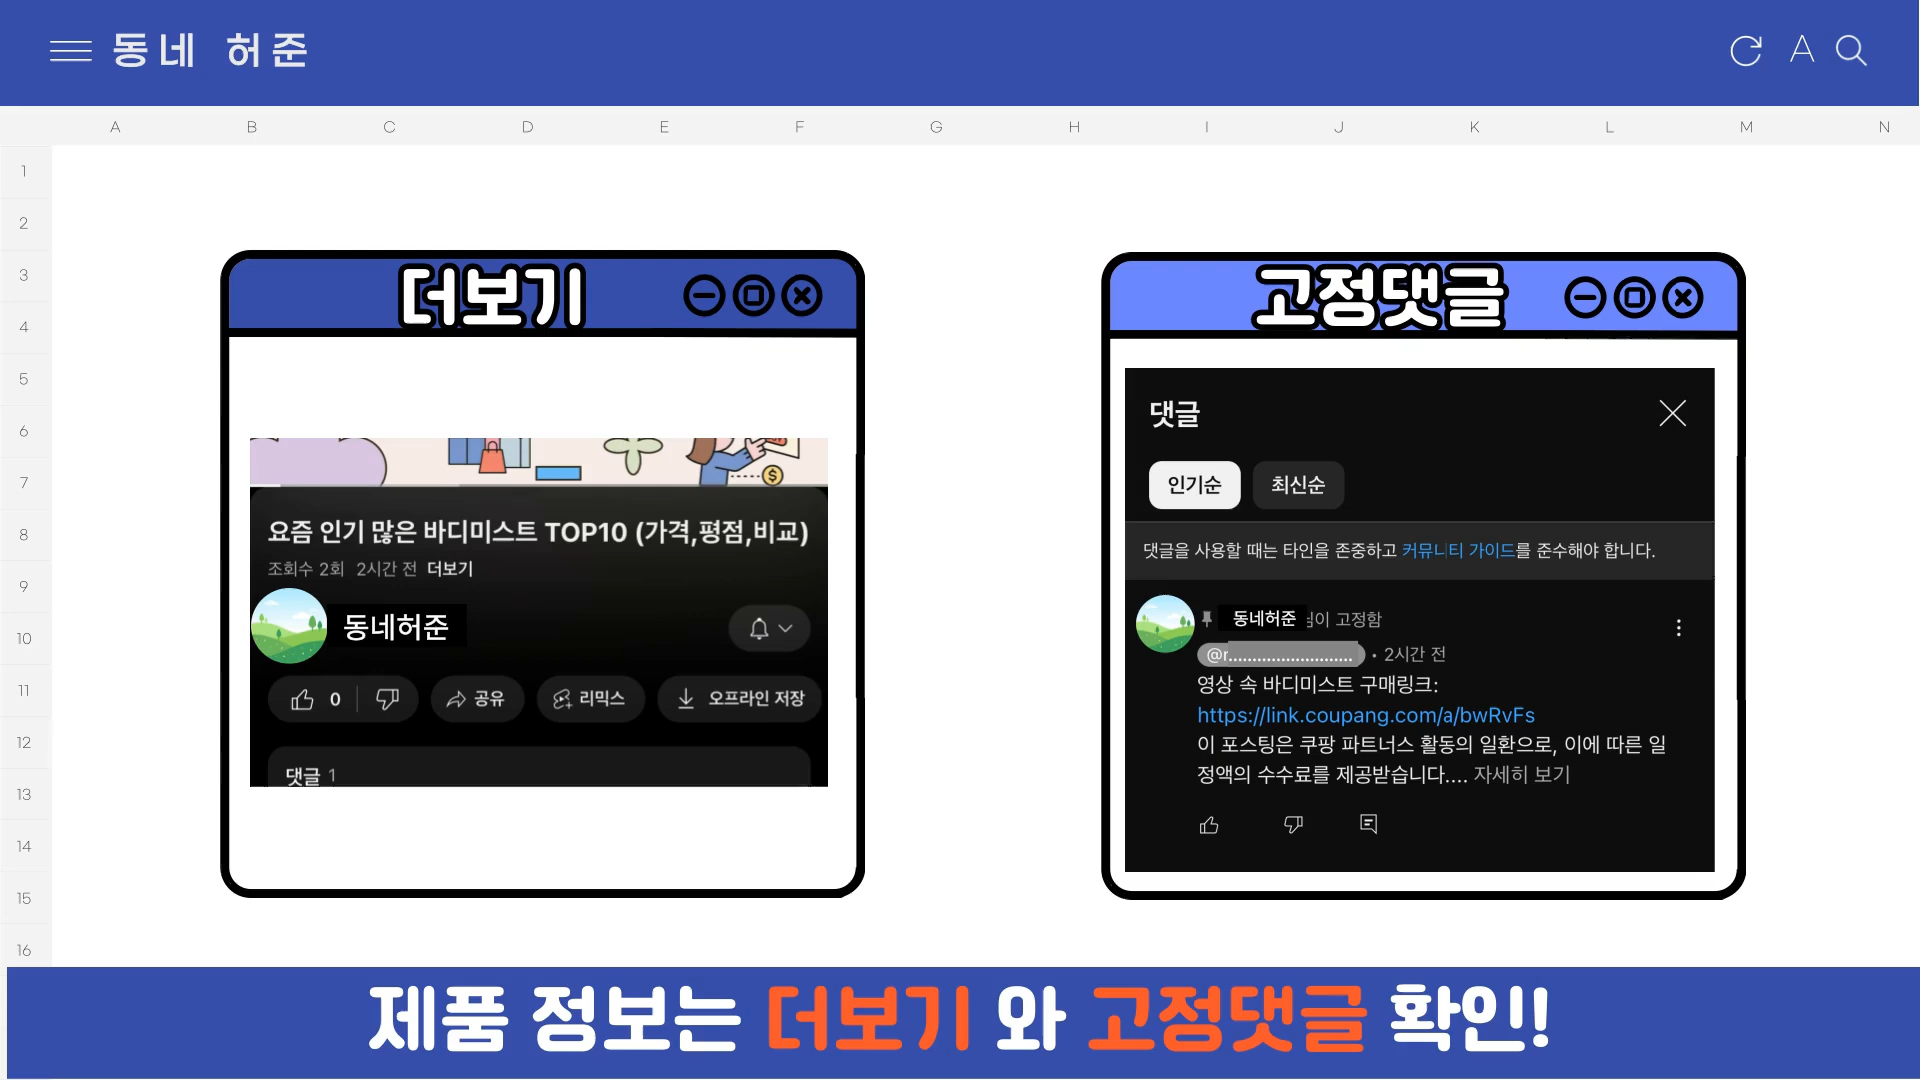 동네 허준
A
A B C D E F G H I J K L M N
1
2
3
4
5
6
7
8
9
10
11
12
13
14
15
16
더보기
요즘 인기 많은 바디미스트 TOP10 (가격,평점,비교)
조회수 2회 2시간 전 더보기
동네허준
0 공유 리믹스 오프라인 저장
댓글 1
고정댓글
댓글
인기순 최신순
댓글을 사용할 때는 타인을 존중하고 커뮤니티 가이드를 준수해야 합니다.
동네허준 님이 고정함
@r.......................... • 2시간 전
영상 속 바디미스트 구매링크:
https://link.coupang.com/a/bwRvFs
이 포스팅은 쿠팡 파트너스 활동의 일환으로, 이에 따른 일
정액의 수수료를 제공받습니다.... 자세히 보기
제품 정보는 더보기 와 고정댓글 확인!